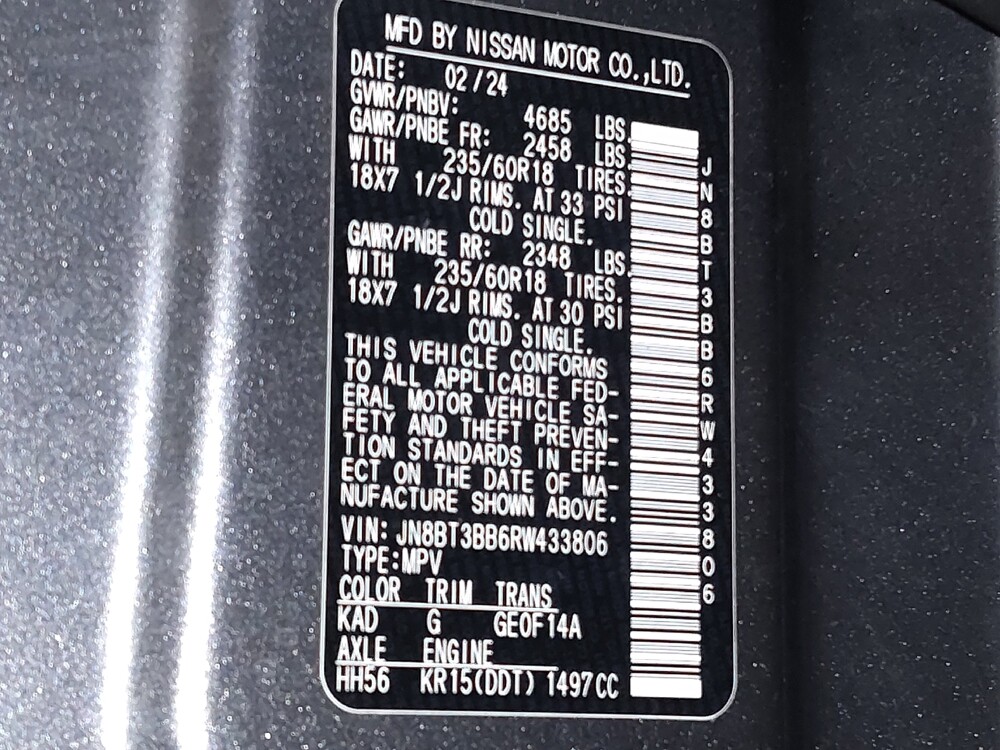 MFD BY NISSAN MOTOR CO.,LTD.
DATE: 02/24
GVWR/PNBV: 4685 LBS.
GAWR/PNBE FR: 2458 LBS.
WITH 235/60R18 TIRES.
18X7 1/2J RIMS. AT 33 PSI
COLD SINGLE.
GAWR/PNBE RR: 2348 LBS.
WITH 235/60R18 TIRES.
18X7 1/2J RIMS. AT 30 PSI
COLD SINGLE.
THIS VEHICLE CONFORMS
TO ALL APPLICABLE FED-
ERAL MOTOR VEHICLE SA-
FETY AND THEFT PREVEN-
TION STANDARDS IN EFF-
ECT ON THE DATE OF MA-
NUFACTURE SHOWN ABOVE.
VIN: JN8BT3BB6RW433806
TYPE:MPV
COLOR TRIM TRANS
KAD G GE0F14A
AXLE ENGINE
HH56 KR15(DDT) 1497CC
JN8BT3BB6RW433806